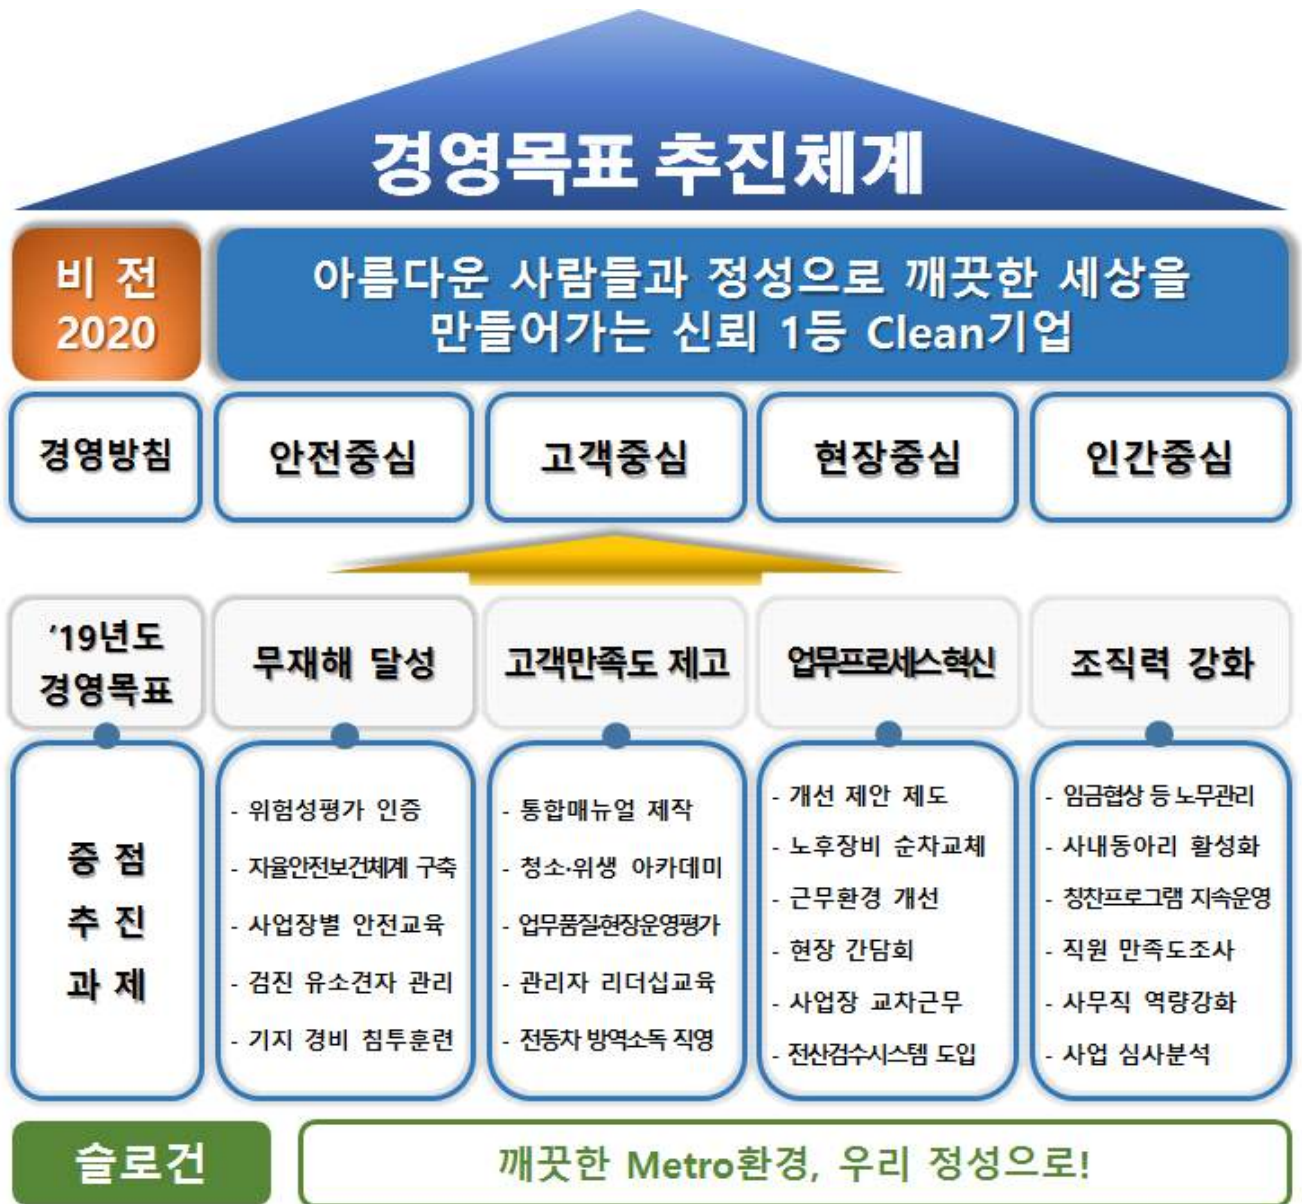 경영목표 추진체계
비 전
2020
아름다운 사람들과 정성으로 깨끗한 세상을
만들어가는 신뢰 1등 Clean기업
경영방침
안전중심
고객중심
현장중심
인간중심
‘19년도
경영목표
무재해 달성
고객만족도 제고
업무프로세스혁신
조직력 강화
중 점
추 진
과 제
- 위험성평가 인증
- 자율안전보건체계 구축
- 사업장별 안전교육
- 검진 유소견자 관리
- 기지 경비 침투훈련
- 통합매뉴얼 제작
- 청소·위생 아카데미
- 업무품질현장운영평가
- 관리자 리더십교육
- 전동차 방역소독 직영
- 개선 제안 제도
- 노후장비 순차교체
- 근무환경 개선
- 현장 간담회
- 사업장 교차근무
- 전산검수시스템 도입
- 임금협상 등 노무관리
- 사내동아리 활성화
- 칭찬프로그램 지속운영
- 직원 만족도조사
- 사무직 역량강화
- 사업 심사분석
슬로건
깨끗한 Metro환경, 우리 정성으로!